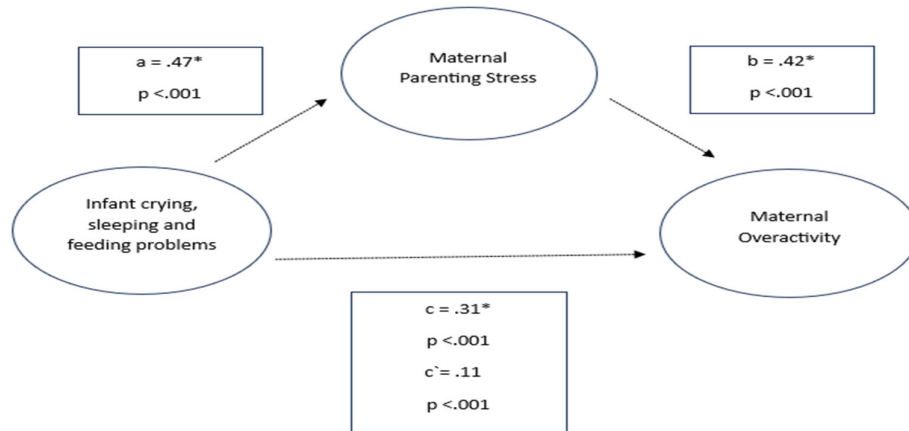 a = .47*
p <.001
Maternal
Parenting Stress
b = .42*
p <.001
Infant crying,
sleeping and
feeding problems
Maternal
Overactivity
c = .31*
p <.001
c`= .11
p <.001